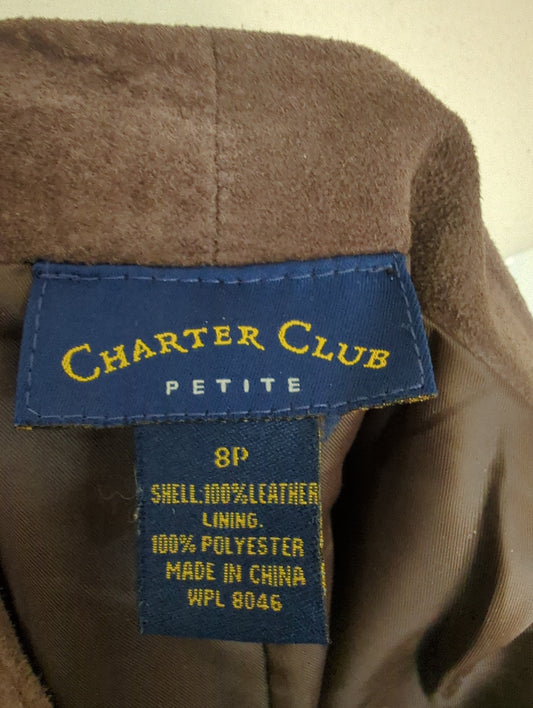 CHARTER CLUB
PETITE
8P
SHELL:100%LEATHER
LINING.
100% POLYESTER
MADE IN CHINA
WPL 8046